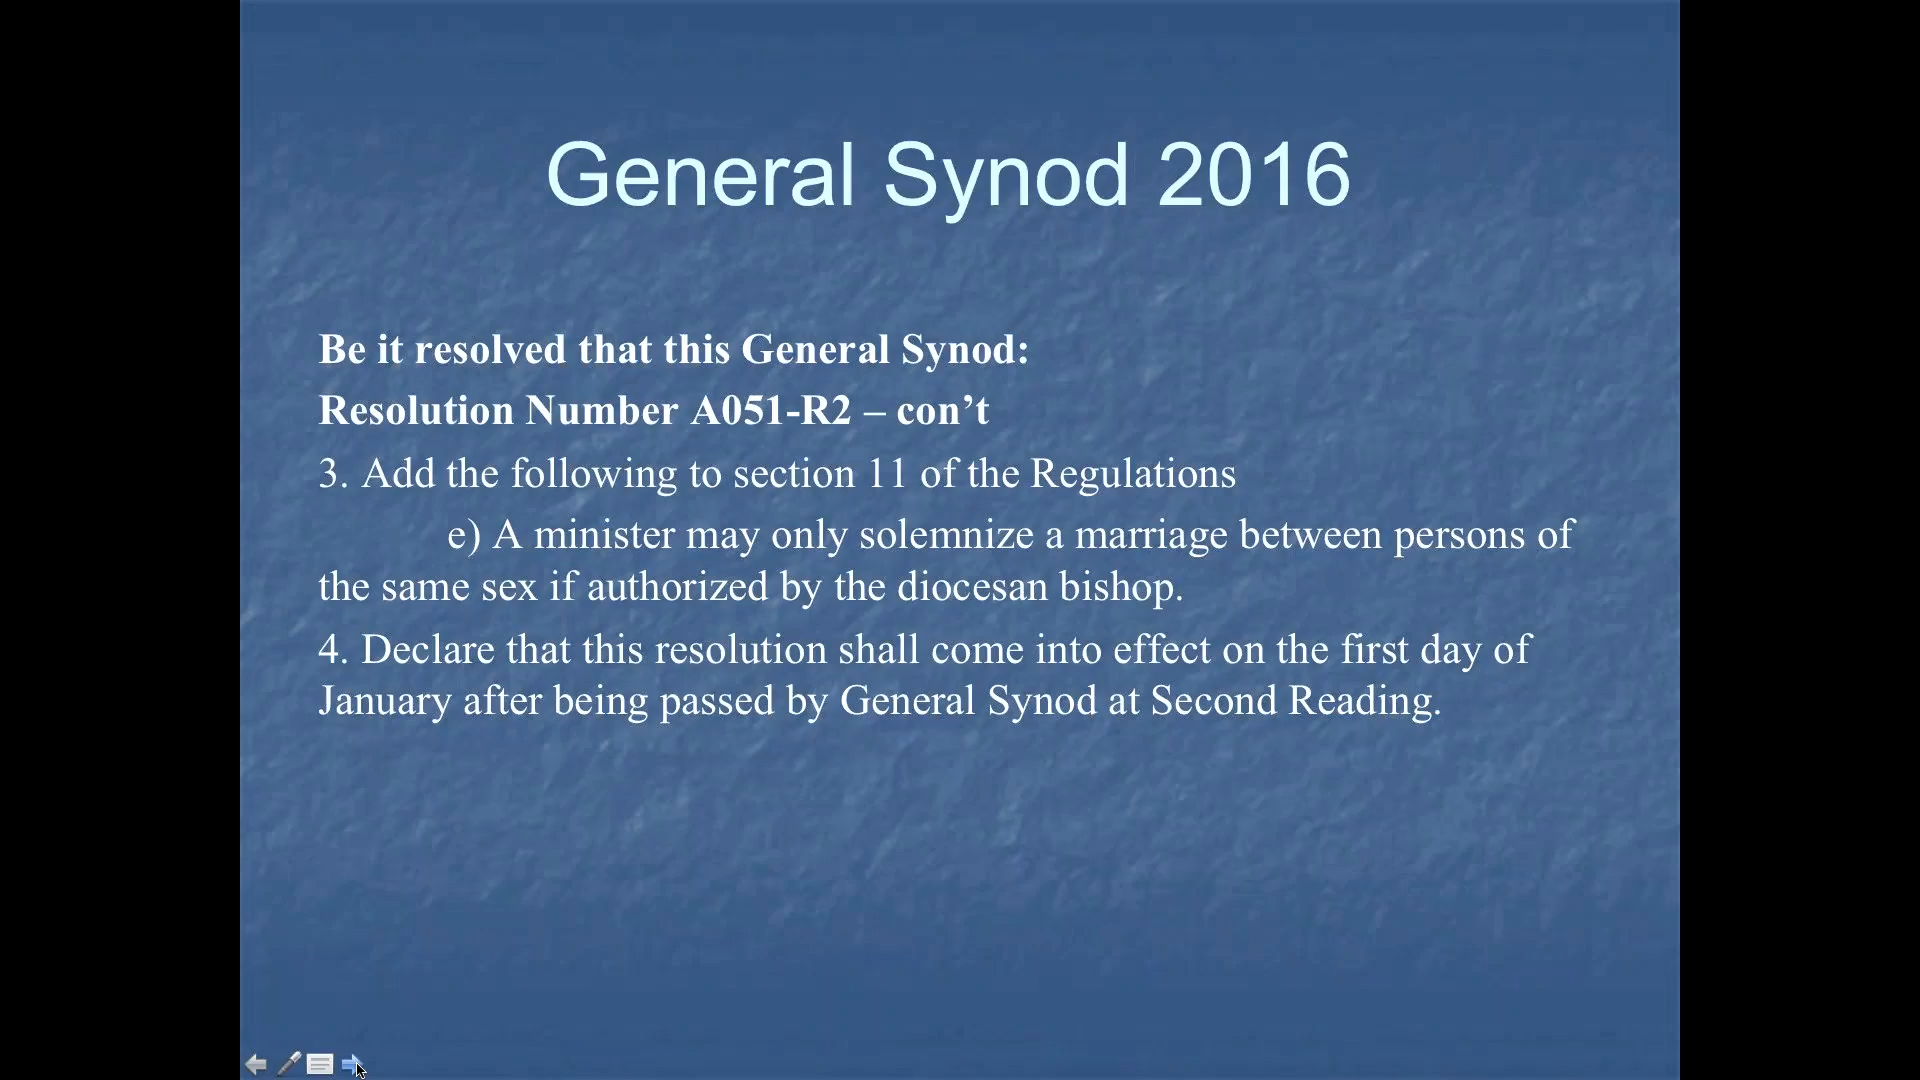 General Synod 2016
Be it resolved that this General Synod:
Resolution Number A051-R2 – con’t
3. Add the following to section 11 of the Regulations
e) A minister may only solemnize a marriage between persons of
the same sex if authorized by the diocesan bishop.
4. Declare that this resolution shall come into effect on the first day of
January after being passed by General Synod at Second Reading.